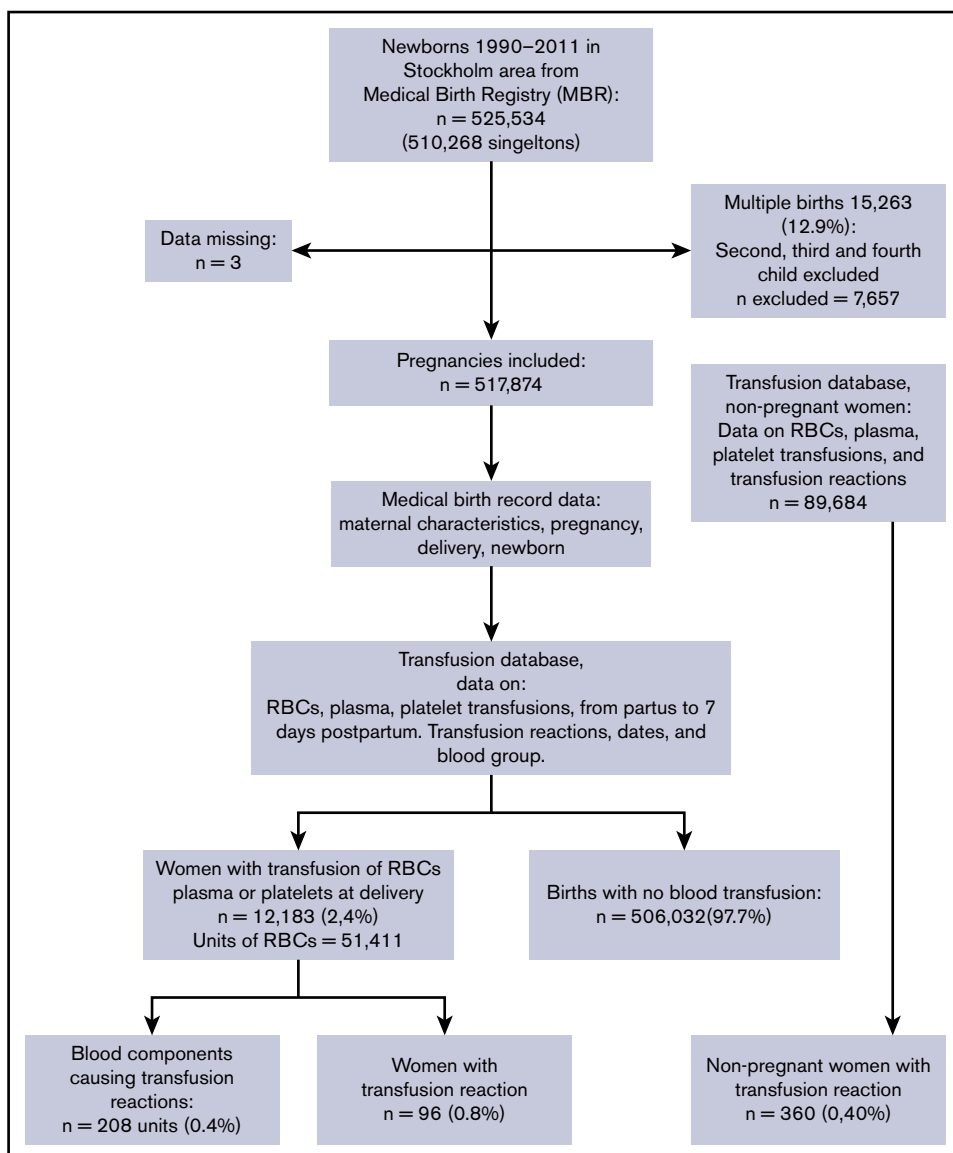 Newborns 1990–2011 in
Stockholm area from
Medical Birth Registry (MBR):
n = 525,534
(510,268 singeltons)
Data missing:
n = 3
Multiple births 15,263
(12.9%):
Second, third and fourth
child excluded
n excluded = 7,657
Pregnancies included:
n = 517,874
Transfusion database,
non-pregnant women:
Data on RBCs, plasma,
platelet transfusions, and
transfusion reactions
n = 89,684
Medical birth record data:
maternal characteristics, pregnancy,
delivery, newborn
Transfusion database,
data on:
RBCs, plasma, platelet transfusions, from partus to 7
days postpartum. Transfusion reactions, dates, and
blood group.
Women with transfusion of RBCs
plasma or platelets at delivery
n = 12,183 (2,4%)
Units of RBCs = 51,411
Births with no blood transfusion:
n = 506,032(97.7%)
Blood components
causing transfusion
reactions:
n = 208 units (0.4%)
Women with
transfusion reaction
n = 96 (0.8%)
Non-pregnant women with
transfusion reaction
n = 360 (0,40%)